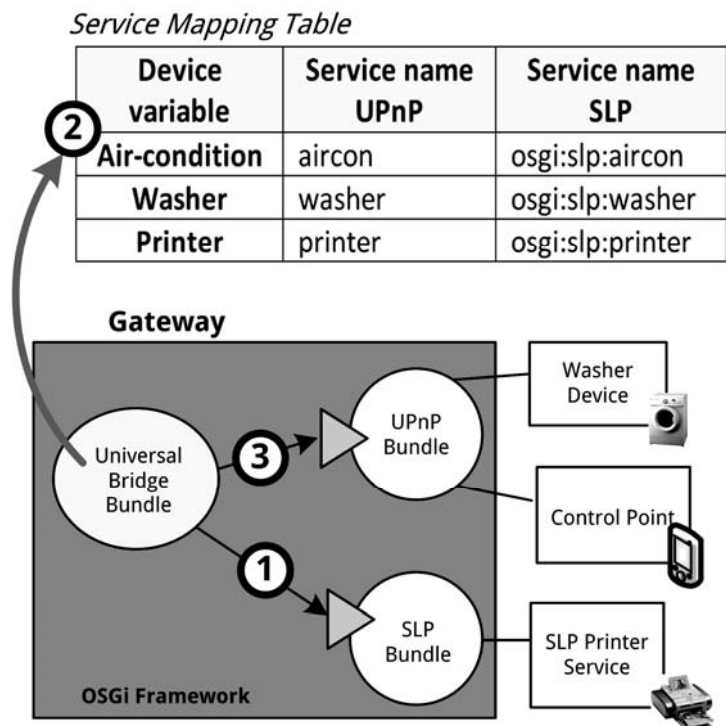 Service Mapping Table
Device variable Service name UPnP Service name SLP
2
Air-condition aircon osgi:slp:aircon
Washer washer osgi:slp:washer
Printer printer osgi:slp:printer
Gateway
Washer
Device
UPnP
Bundle
Universal
Bridge
Bundle
3
Control Point
1
SLP
Bundle
SLP Printer
Service
OSGi Framework